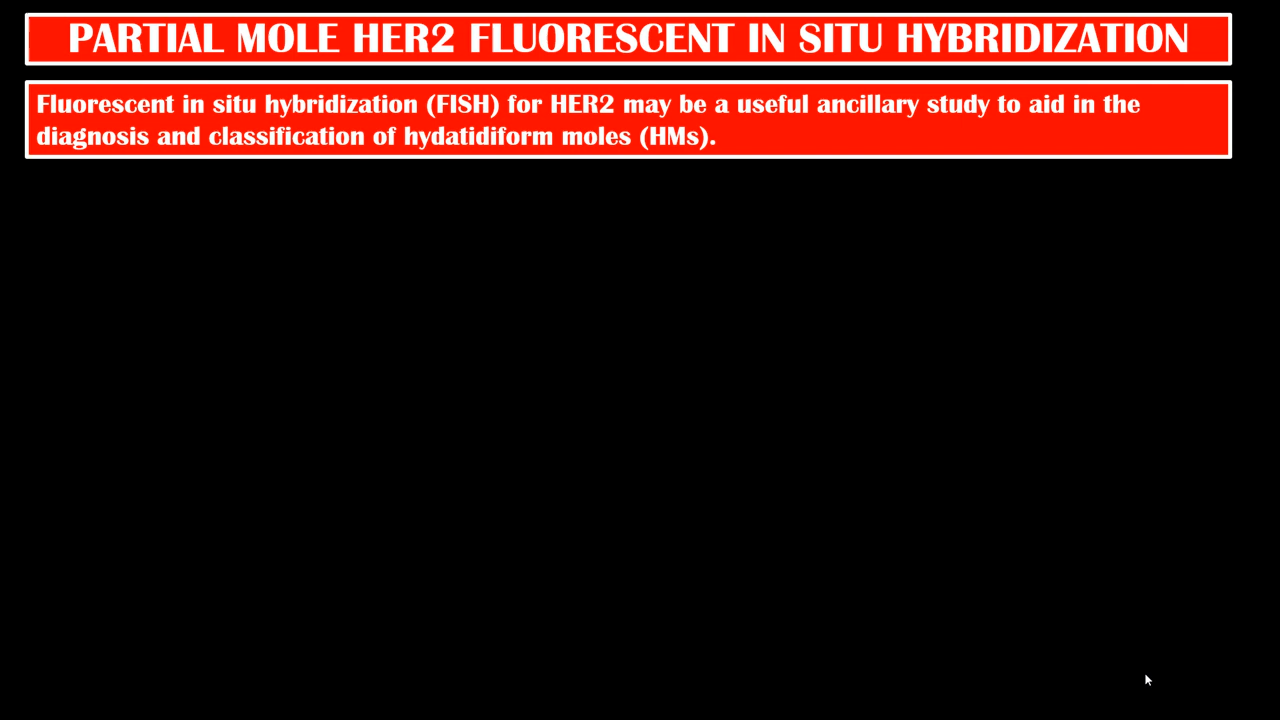 PARTIAL MOLE HER2 FLUORESCENT IN SITU HYBRIDIZATION
Fluorescent in situ hybridization (FISH) for HER2 may be a useful ancillary study to aid in the
diagnosis and classification of hydatidiform moles (HMs).